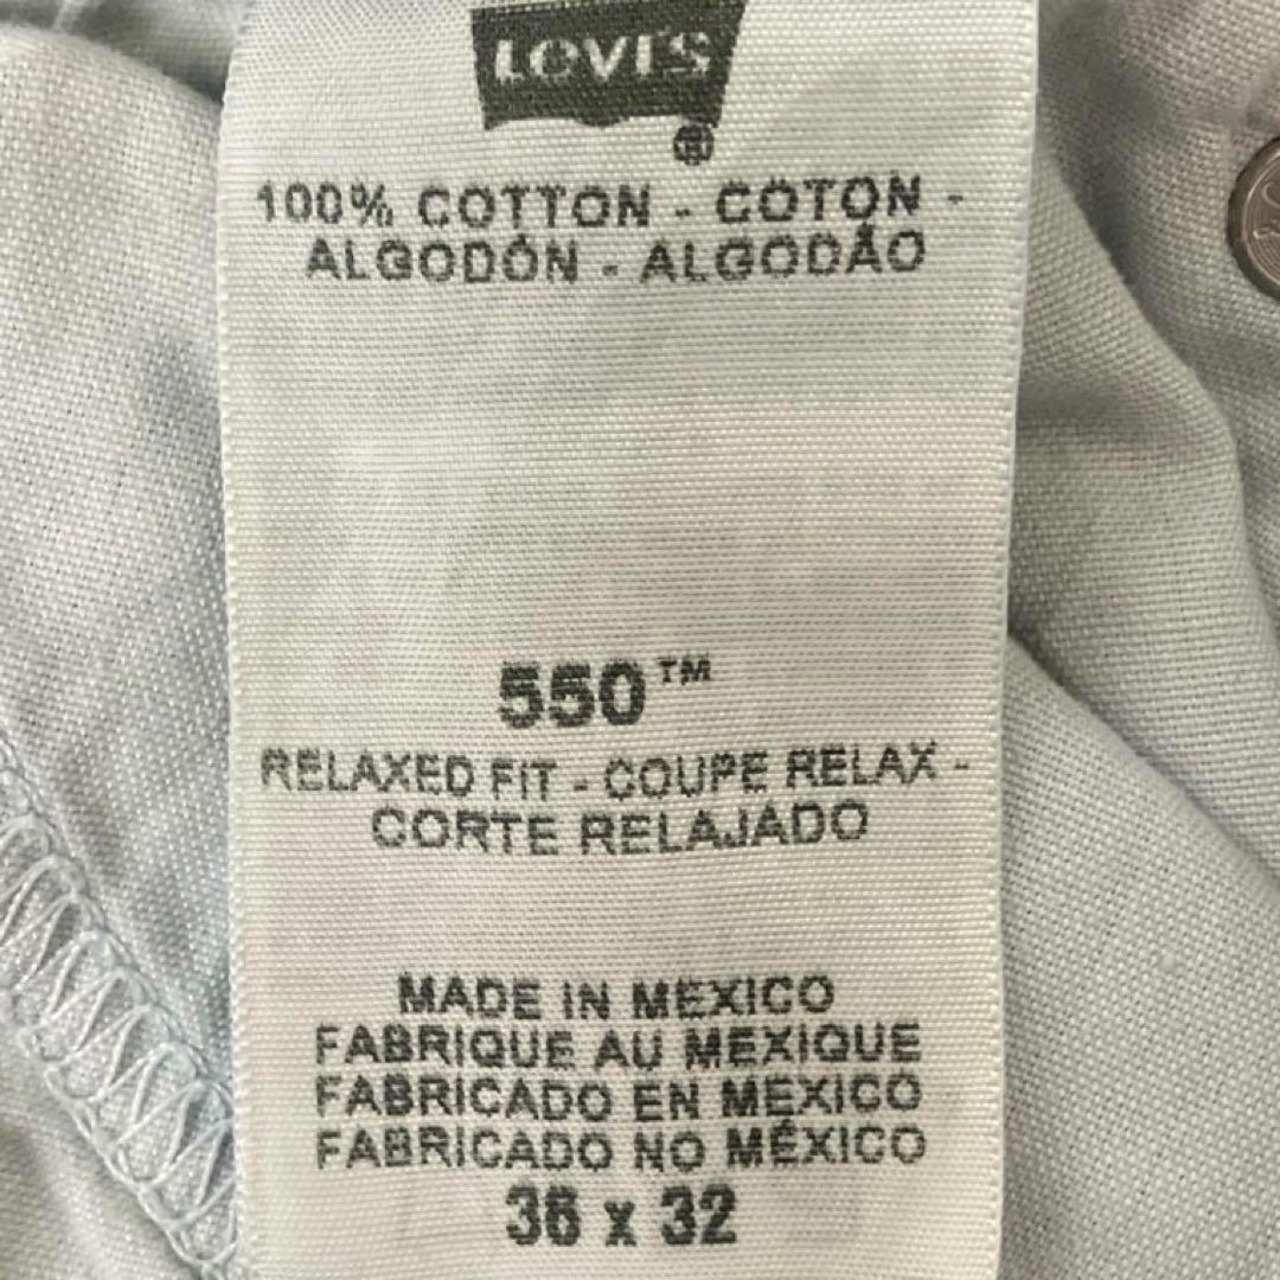 LEVI'S
®
100% COTTON - COTON -
ALGODÓN - ALGODÃO
550™
RELAXED FIT - COUPE RELAX -
CORTE RELAJADO
MADE IN MEXICO
FABRIQUE AU MEXIQUE
FABRICADO EN MEXICO
FABRICADO NO MÉXICO
36 x 32